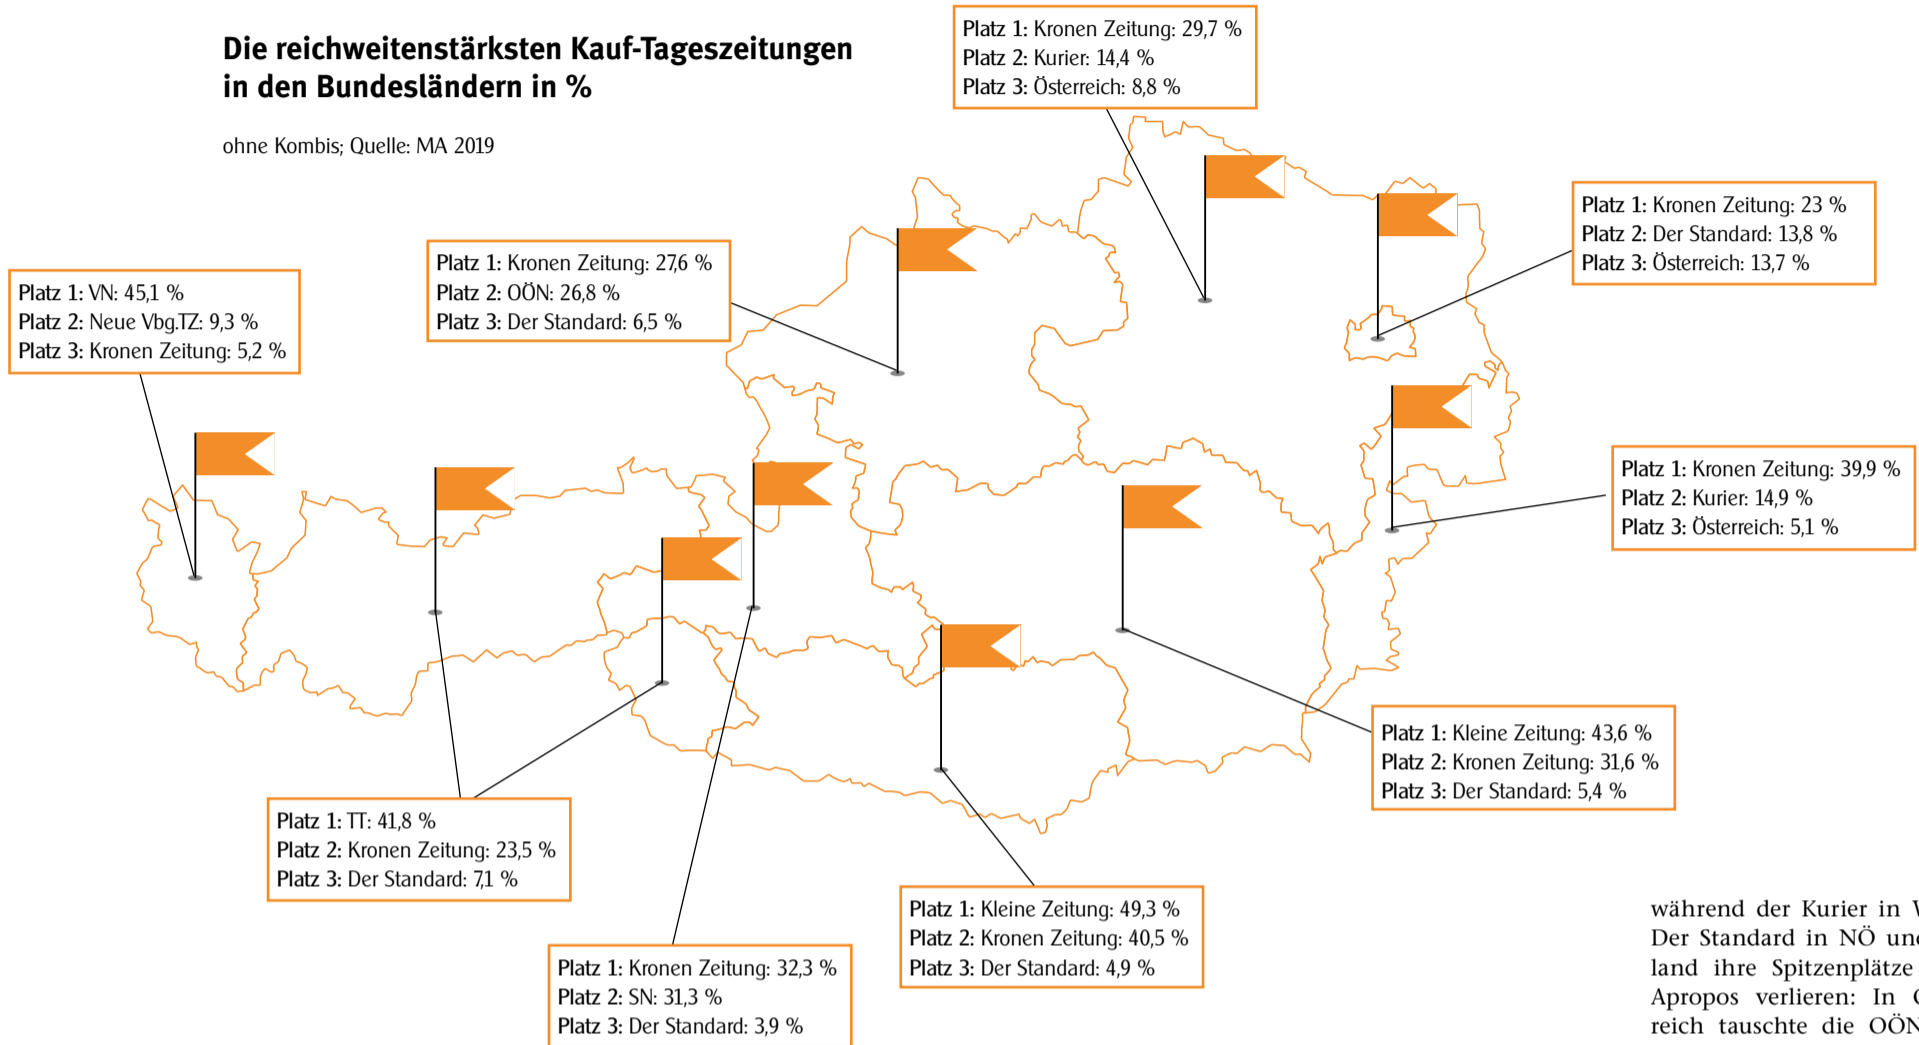 Die reichweitenstärksten Kauf-Tageszeitungen
in den Bundesländern in %
ohne Kombis; Quelle: MA 2019
Platz 1: Kronen Zeitung: 29,7 %
Platz 2: Kurier: 14,4 %
Platz 3: Österreich: 8,8 %
Platz 1: Kronen Zeitung: 23 %
Platz 2: Der Standard: 13,8 %
Platz 3: Österreich: 13,7 %
Platz 1: Kronen Zeitung: 27,6 %
Platz 2: OÖN: 26,8 %
Platz 3: Der Standard: 6,5 %
Platz 1: VN: 45,1 %
Platz 2: Neue Vbg.TZ: 9,3 %
Platz 3: Kronen Zeitung: 5,2 %
Platz 1: Kronen Zeitung: 39,9 %
Platz 2: Kurier: 14,9 %
Platz 3: Österreich: 5,1 %
Platz 1: Kleine Zeitung: 43,6 %
Platz 2: Kronen Zeitung: 31,6 %
Platz 3: Der Standard: 5,4 %
Platz 1: TT: 41,8 %
Platz 2: Kronen Zeitung: 23,5 %
Platz 3: Der Standard: 7,1 %
Platz 1: Kleine Zeitung: 49,3 %
Platz 2: Kronen Zeitung: 40,5 %
Platz 3: Der Standard: 4,9 %
Platz 1: Kronen Zeitung: 32,3 %
Platz 2: SN: 31,3 %
Platz 3: Der Standard: 3,9 %
während der Kurier in
Der Standard in NÖ und
land ihre Spitzenplätze
Apropos verlieren: In
reich tauschte die OÖN